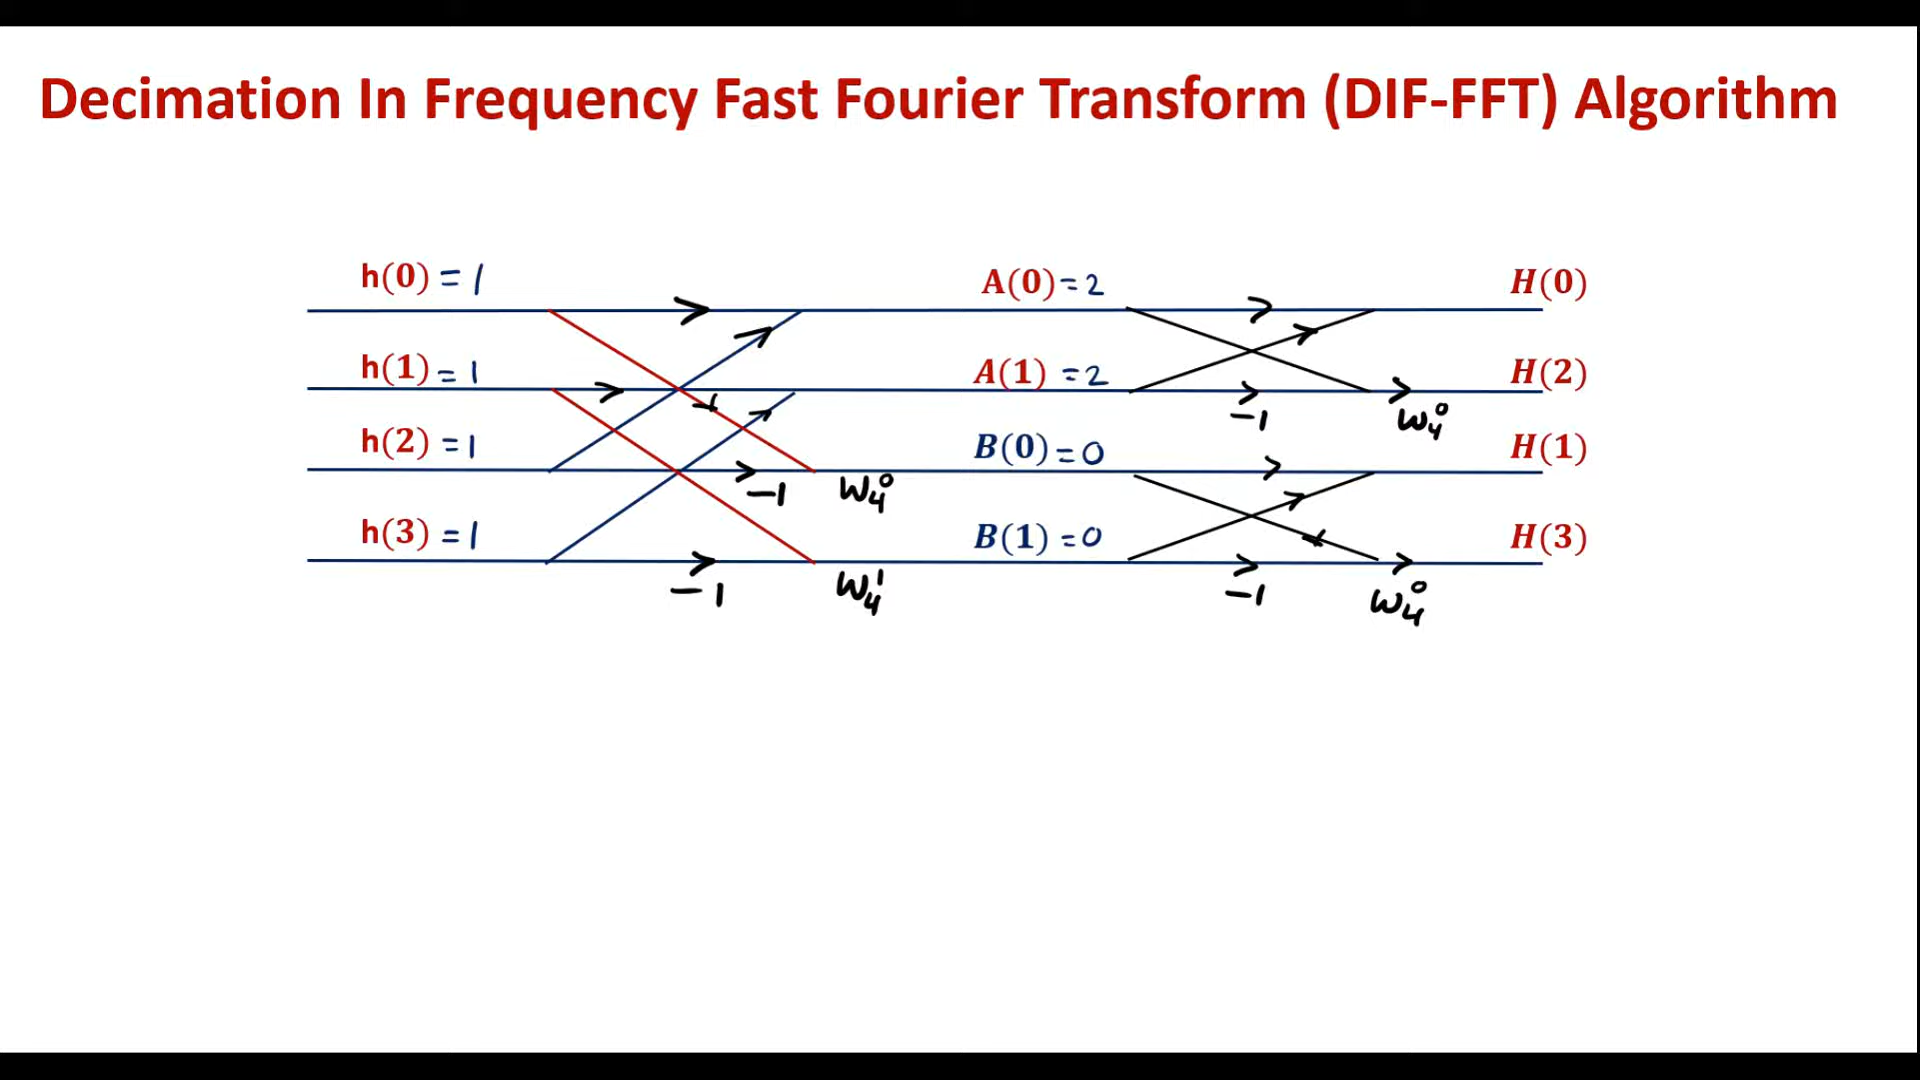 Decimation In Frequency Fast Fourier Transform (DIF-FFT) Algorithm
h(0) = 1 A(0) = 2 H(0)
h(1) = 1 A(1) = 2 H(2)
-1 W₄⁰
h(2) = 1 B(0) = 0 H(1)
-1 W₄⁰
h(3) = 1 B(1) = 0 H(3)
-1 W₄¹ -1 W₄⁰